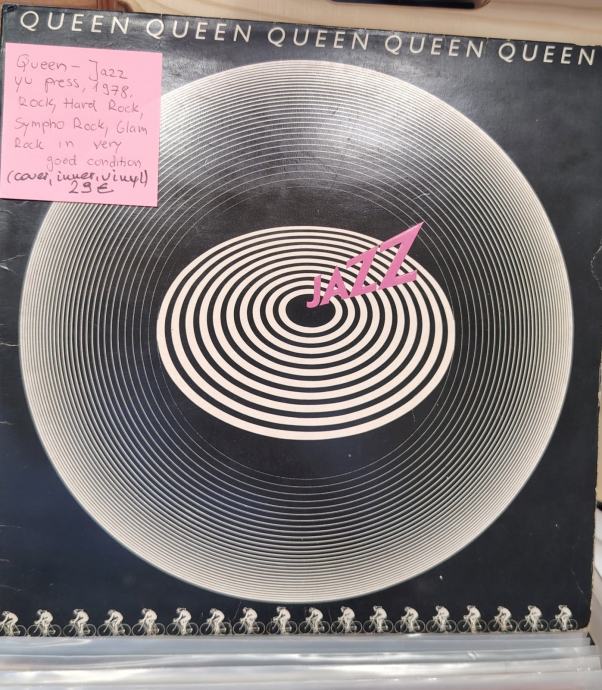 QUEEN QUEEN QUEEN QUEEN QUEEN
Queen - Jazz
yu press, 1978,
Rock, Hard Rock,
Sympho Rock, Glam
Rock in very
good condition
(cover, inner, vinyl)
29 €
JAZZ